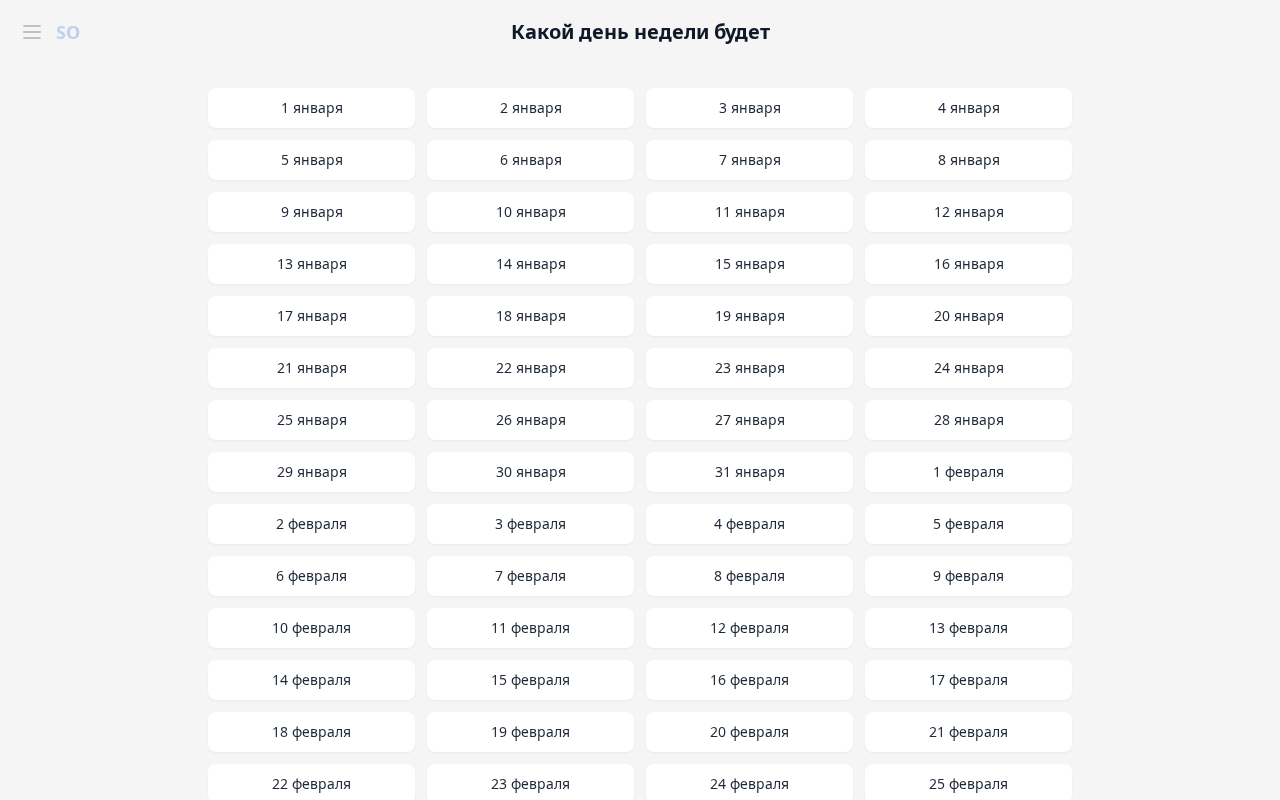 SO
Какой день недели будет
1 января
2 января
3 января
4 января
5 января
6 января
7 января
8 января
9 января
10 января
11 января
12 января
13 января
14 января
15 января
16 января
17 января
18 января
19 января
20 января
21 января
22 января
23 января
24 января
25 января
26 января
27 января
28 января
29 января
30 января
31 января
1 февраля
2 февраля
3 февраля
4 февраля
5 февраля
6 февраля
7 февраля
8 февраля
9 февраля
10 февраля
11 февраля
12 февраля
13 февраля
14 февраля
15 февраля
16 февраля
17 февраля
18 февраля
19 февраля
20 февраля
21 февраля
22 февраля
23 февраля
24 февраля
25 февраля